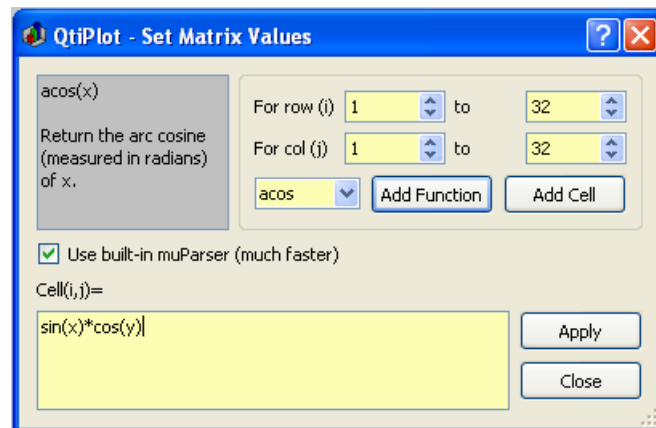 QtiPlot - Set Matrix Values
acos(x)
Return the arc cosine
(measured in radians)
of x.
For row (i) 1 to 32
For col (j) 1 to 32
acos Add Function Add Cell
Use built-in muParser (much faster)
Cell(i,j)=
sin(x)*cos(y)
Apply
Close